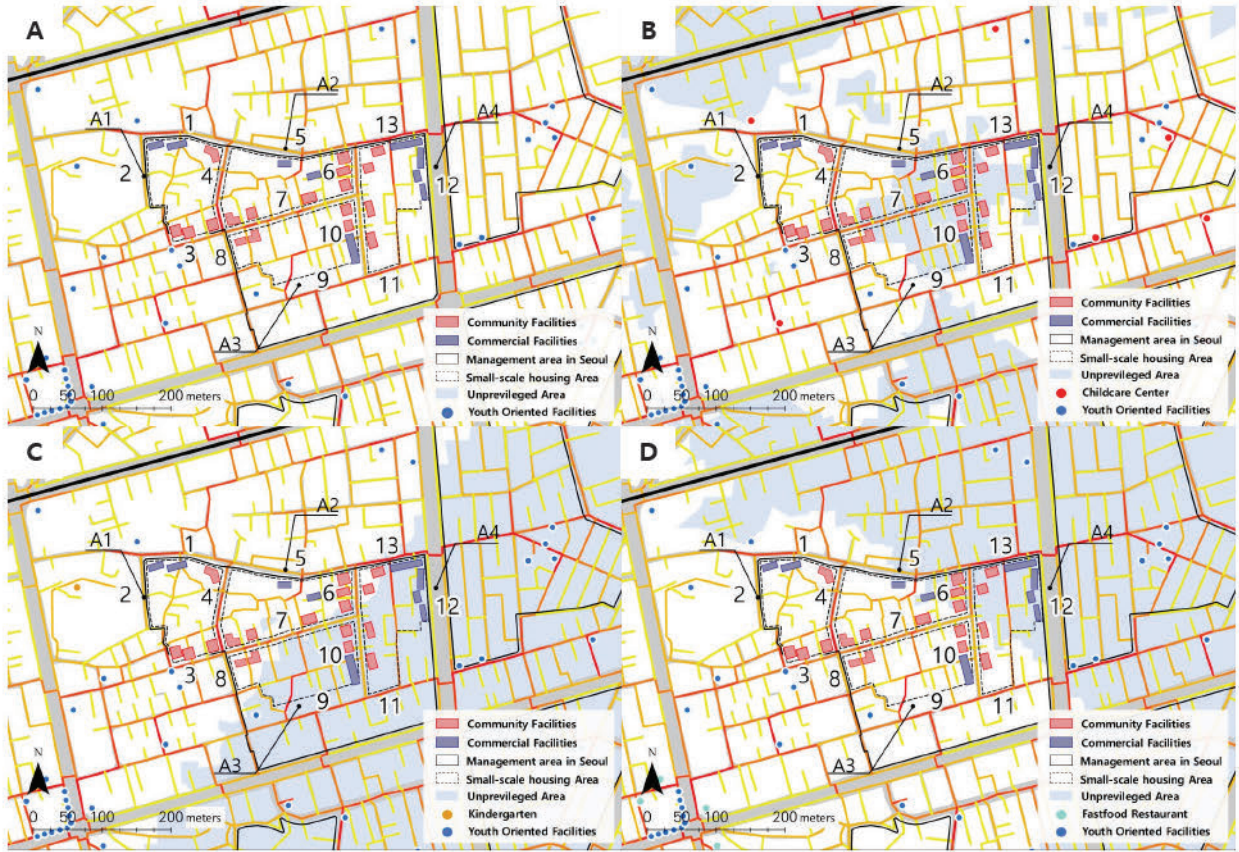 A
A2
A1
A4
1
5
13
2
4
6
12
7
3
10
8
9
11
A3
N
0 50 100 200 meters
Community Facilities
Commercial Facilities
Management area in Seoul
Small-scale housing Area
Unprevileged Area
Youth Oriented Facilities
B
A2
A1
A4
1
5
13
2
4
6
12
7
3
10
8
9
11
A3
N
0 50 100 200 meters
Community Facilities
Commercial Facilities
Management area in Seoul
Small-scale housing Area
Unprevileged Area
Childcare Center
Youth Oriented Facilities
C
A2
A1
A4
1
5
13
2
4
6
12
7
3
10
8
9
11
A3
N
0 50 100 200 meters
Community Facilities
Commercial Facilities
Management area in Seoul
Small-scale housing Area
Unprevileged Area
Kindergarten
Youth Oriented Facilities
D
A2
A1
A4
1
5
13
2
4
6
12
7
3
10
8
9
11
A3
N
0 50 100 200 meters
Community Facilities
Commercial Facilities
Management area in Seoul
Small-scale housing Area
Unprevileged Area
Fastfood Restaurant
Youth Oriented Facilities